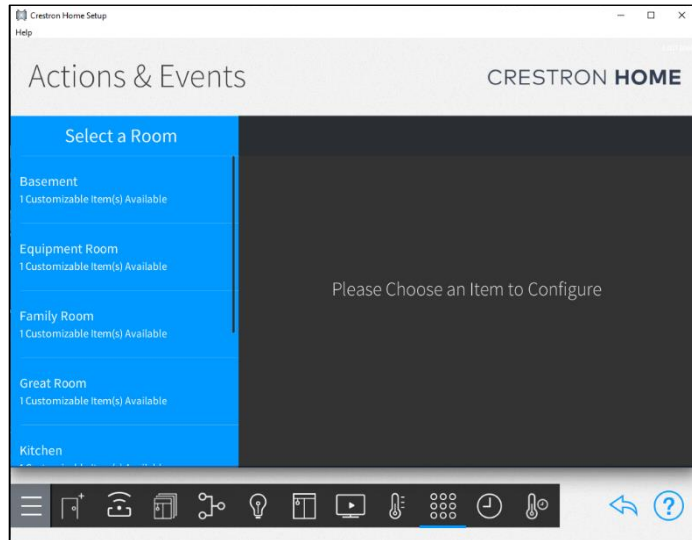 Crestron Home Setup
Help
Actions & Events
CRESTRON HOME
Select a Room
Basement
1 Customizable Item(s) Available
Equipment Room
1 Customizable Item(s) Available
Family Room
1 Customizable Item(s) Available
Great Room
1 Customizable Item(s) Available
Kitchen
Please Choose an Item to Configure
?